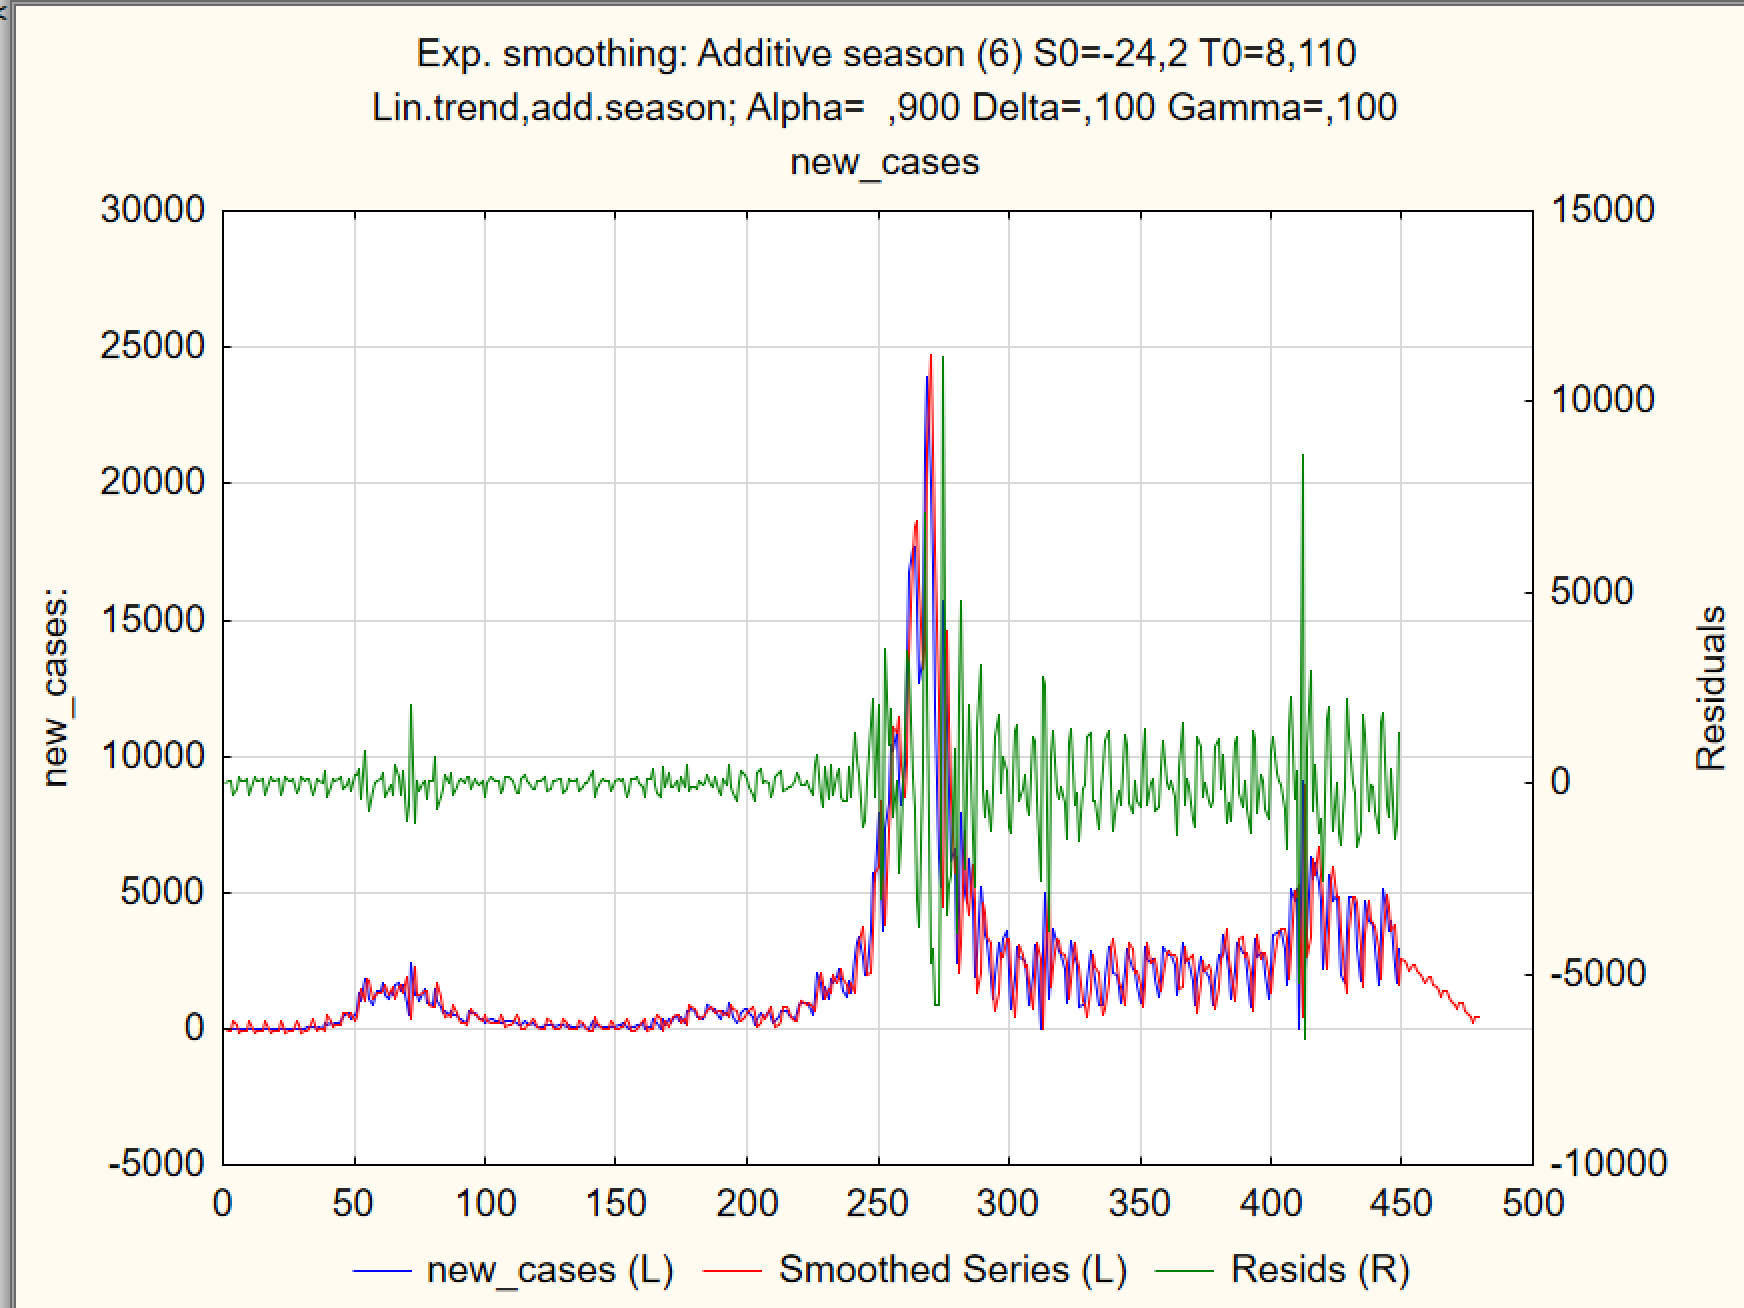 Exp. smoothing: Additive season (6) S0=-24,2 T0=8,110
Lin.trend,add.season; Alpha= ,900 Delta=,100 Gamma=,100
new_cases
30000
25000
20000
15000
10000
5000
0
-5000
new_cases:
15000
10000
5000
0
-5000
-10000
Residuals
0 50 100 150 200 250 300 350 400 450 500
new_cases (L) Smoothed Series (L) Resids (R)